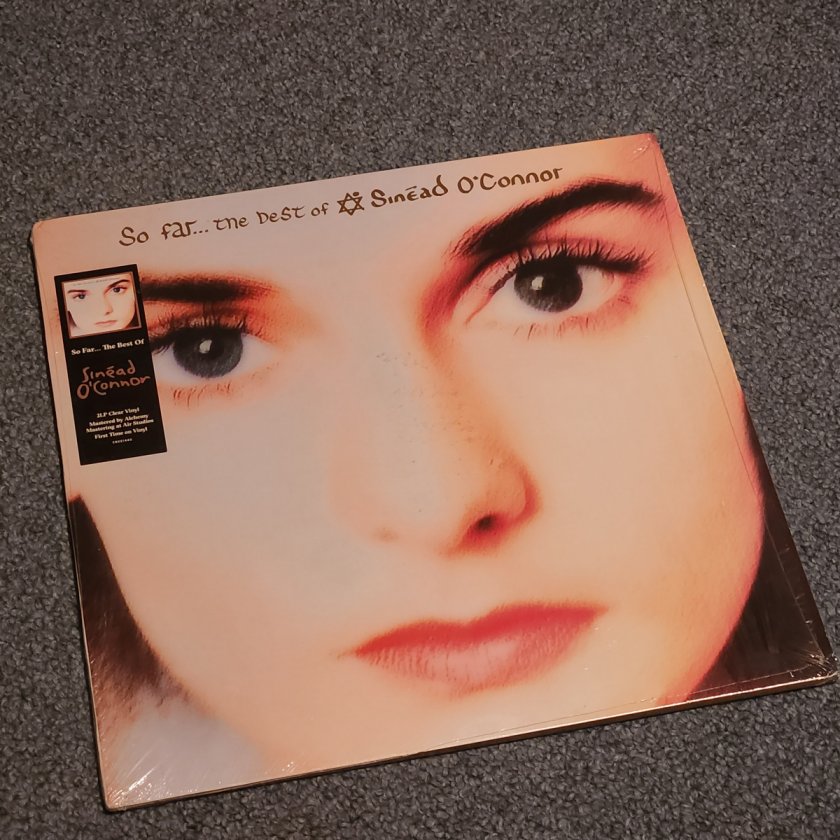 So far... the best of ✡ Sinéad O'Connor
So Far... The Best Of
Sinéad
O'Connor
2LP Clear Vinyl
Mastered by Alchemy
Mastering at Air Studios
First Time on Vinyl